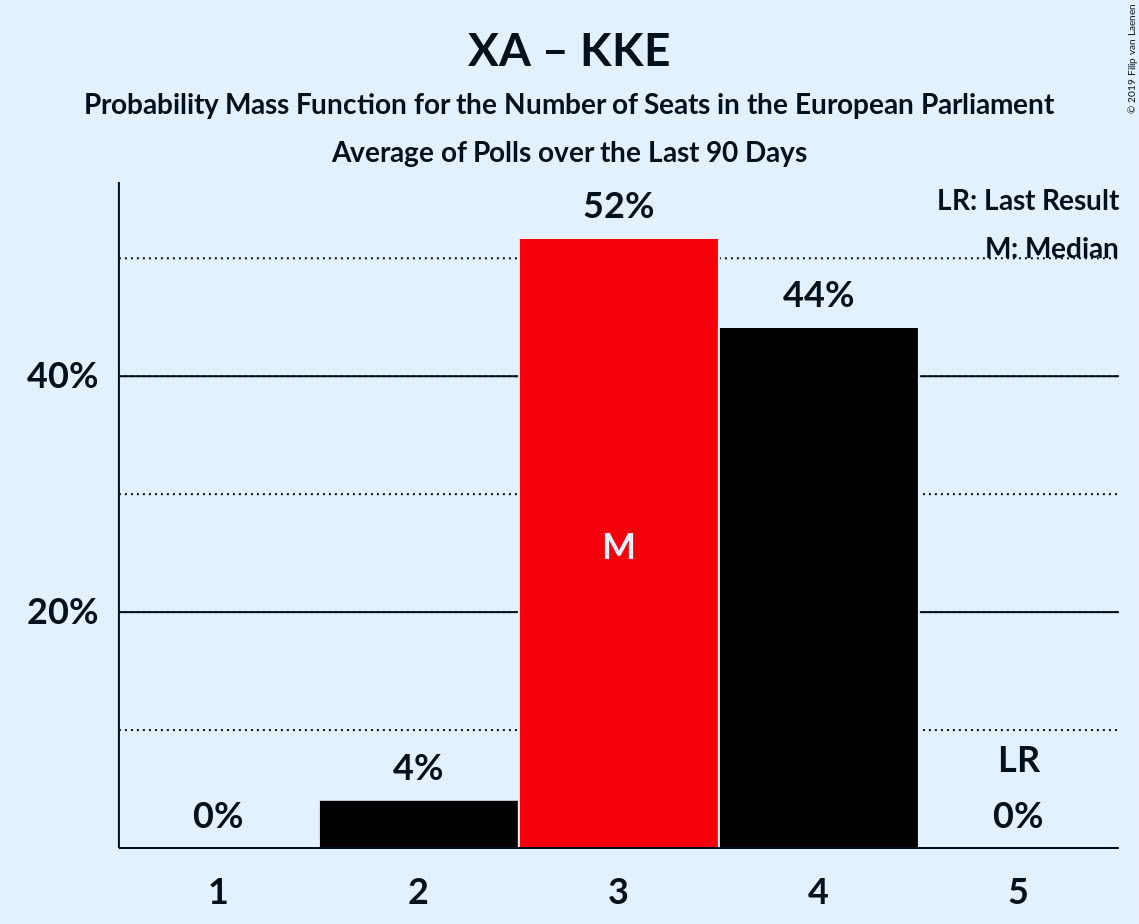 XA – KKE
Probability Mass Function for the Number of Seats in the European Parliament
Average of Polls over the Last 90 Days
© 2019 Filip van Laenen
LR: Last Result
M: Median
52%
44%
40%
M
20%
4%
LR
0%
0%
1
2
3
4
5